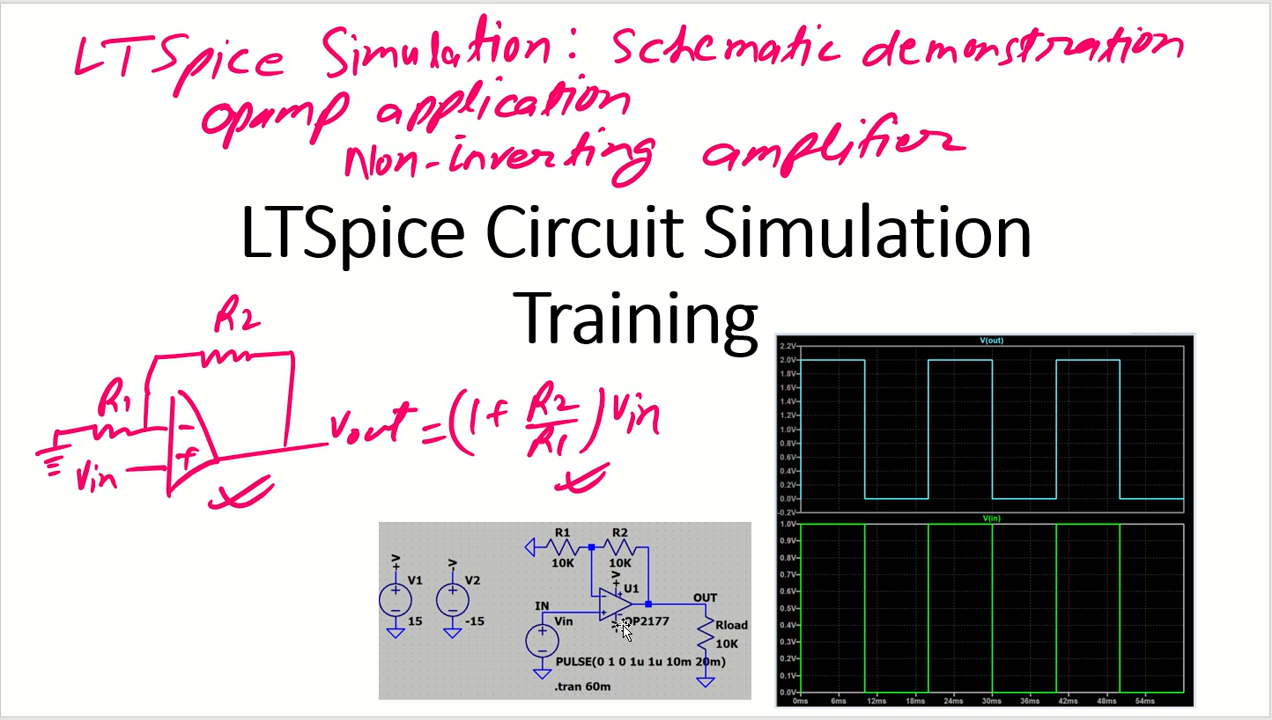 LTSpice Simulation: Schematic demonstration
opamp application
Non-inverting amplifier
LTSpice Circuit Simulation
Training
R2
R1
-
+
Vin
Vout = (1 + R2/R1) Vin
+V
V1
15
-V
V2
-15
R1
10K
R2
10K
+V
U1
OP2177
IN
Vin
OUT
Rload
10K
PULSE(0 1 0 1u 1u 10m 20m)
.tran 60m
V(out)
2.2V
2.0V
1.8V
1.6V
1.4V
1.2V
1.0V
0.8V
0.6V
0.4V
0.2V
0.0V
-0.2V
V(in)
1.0V
0.9V
0.8V
0.7V
0.6V
0.5V
0.4V
0.3V
0.2V
0.1V
0.0V
0ms 6ms 12ms 18ms 24ms 30ms 36ms 42ms 48ms 54ms